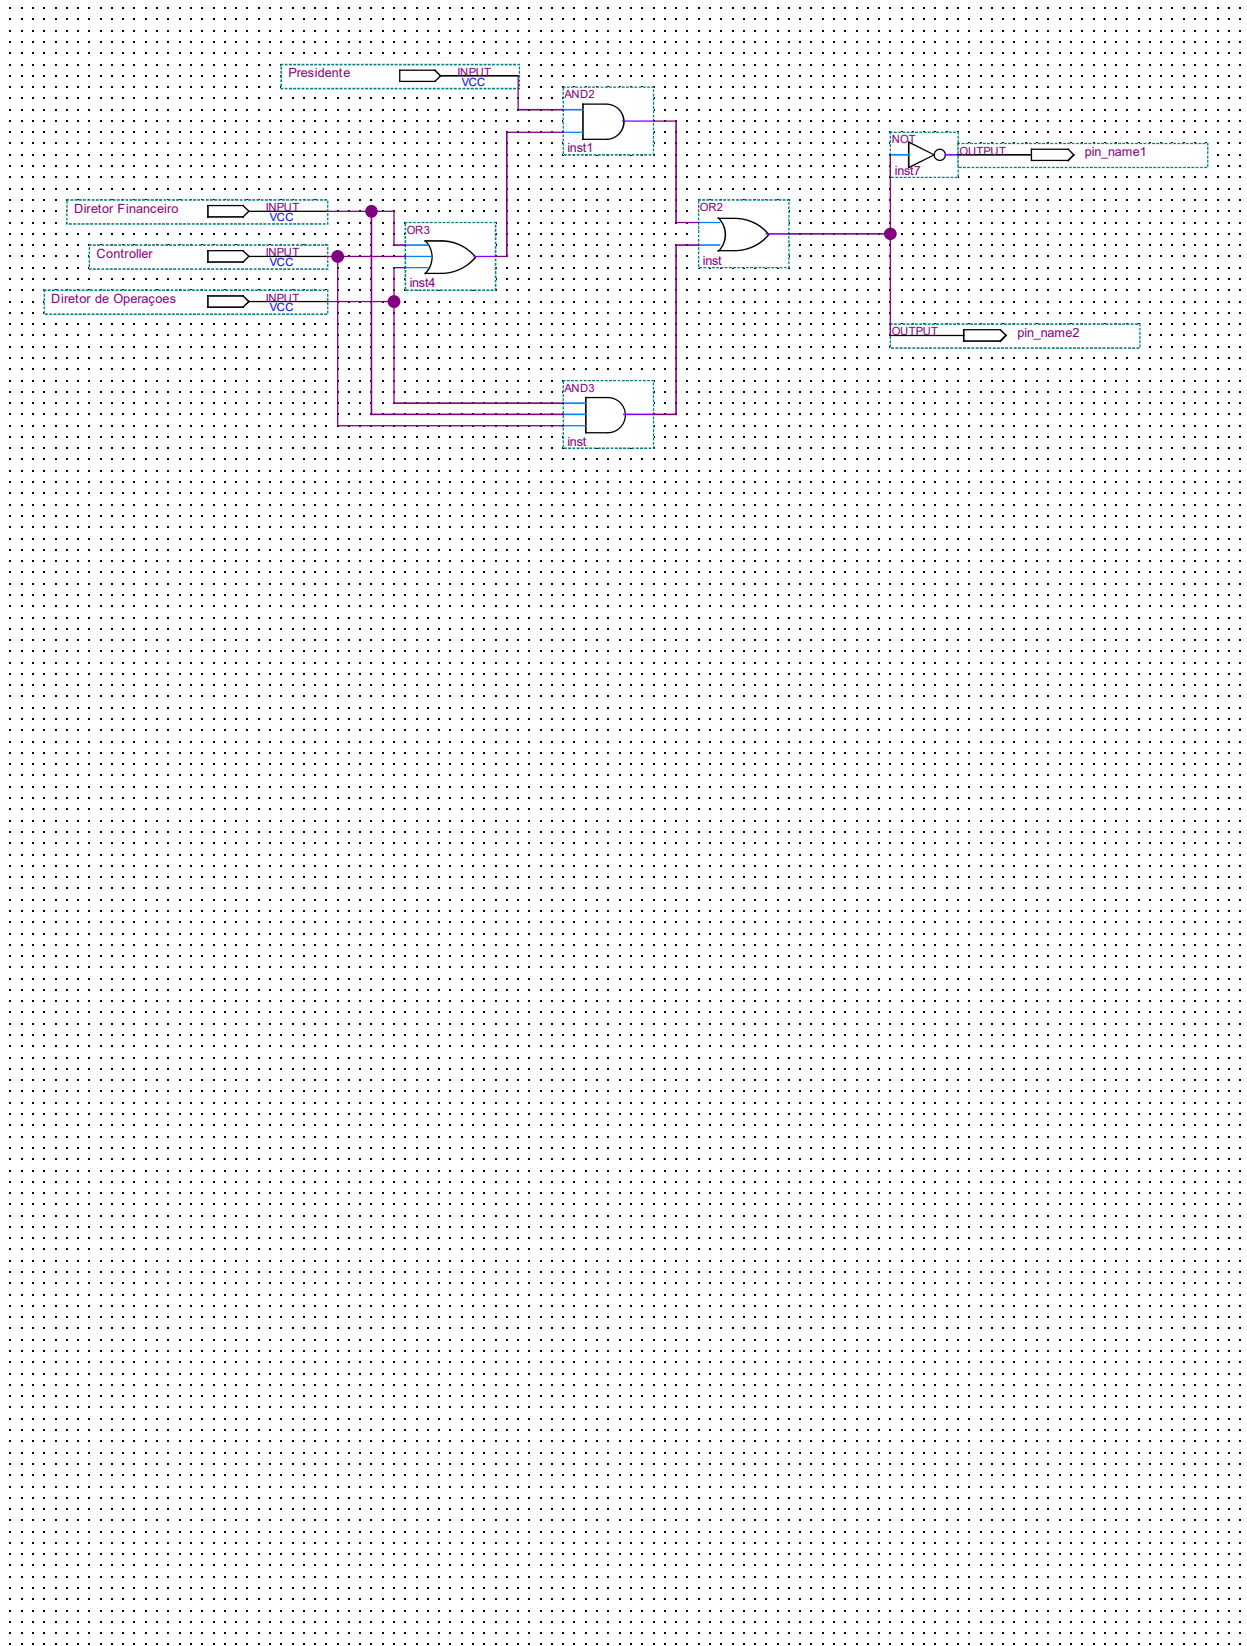 Presidente
INPUT
VCC
AND2
inst1
NOT
inst7
OUTPUT
pin_name1
Diretor Financeiro
INPUT
VCC
OR2
inst
OR3
inst4
Controller
INPUT
VCC
Diretor de Operaçoes
INPUT
VCC
OUTPUT
pin_name2
AND3
inst